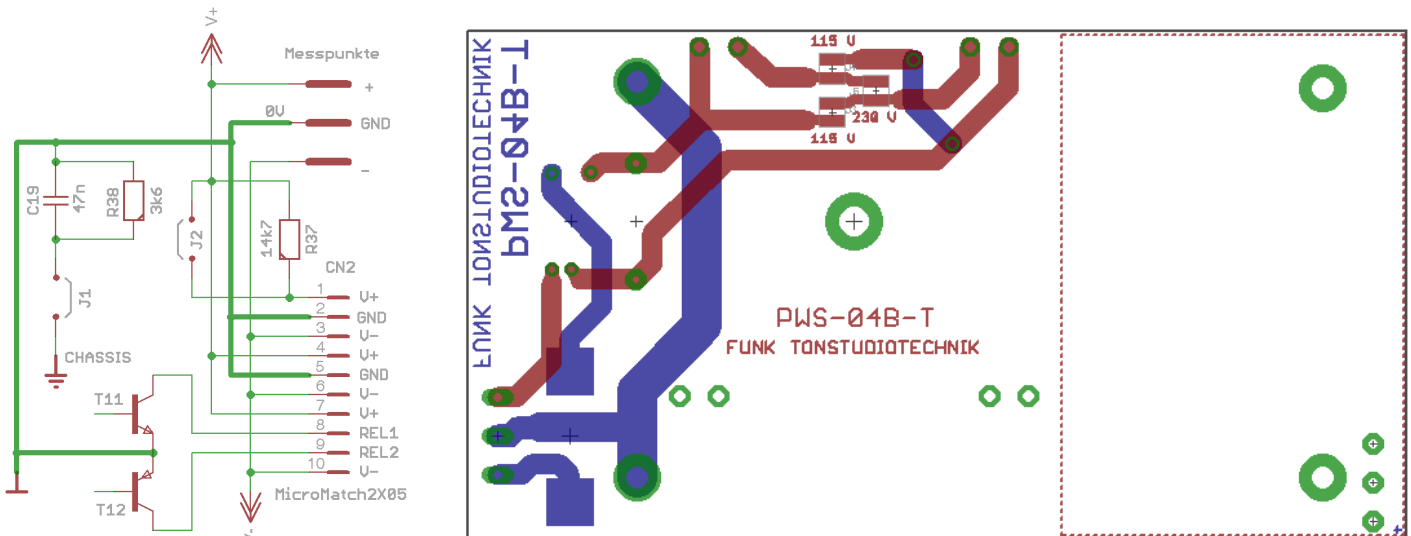 V+
Messpunkte
+
0V
GND
-
C19
47n
R38
3k6
J2
14k7
R37
CN2
J1
1 V+
2 GND
3 V-
4 V+
5 GND
6 V-
7 V+
8 REL1
9 REL2
10 V-
CHASSIS
T11
T12
MicroMatch2X05
FUNK TONSTUDIOTECHNIK
PWS-04B-T
115 V
230 V
115 V
PWS-04B-T
FUNK TONSTUDIOTECHNIK